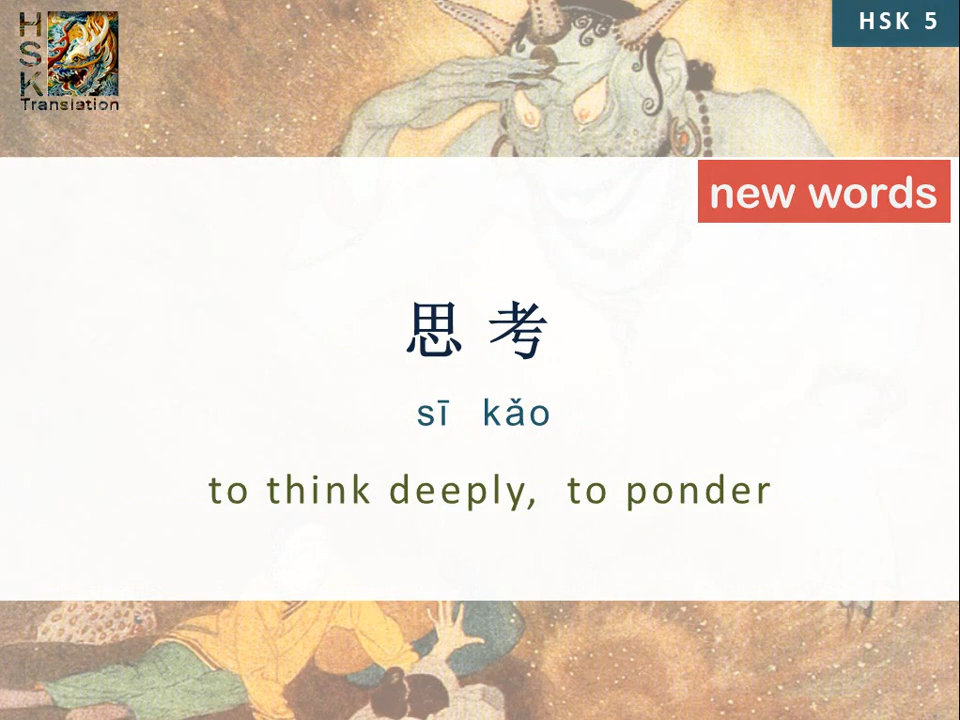 HSK
Translation
HSK 5
new words
思考
sī kǎo
to think deeply, to ponder